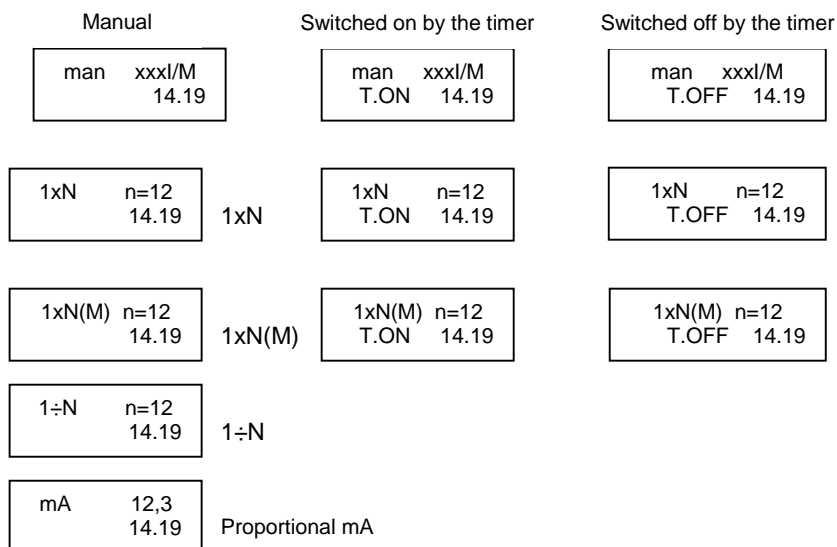 Manual Switched on by the timer Switched off by the timer
man xxxI/M man xxxI/M man xxxI/M
14.19 T.ON 14.19 T.OFF 14.19
1xN n=12 1xN n=12 1xN n=12
14.19 1xN T.ON 14.19 T.OFF 14.19
1xN(M) n=12 1xN(M) n=12 1xN(M) n=12
14.19 1xN(M) T.ON 14.19 T.OFF 14.19
1÷N n=12
14.19 1÷N
mA 12,3
14.19 Proportional mA